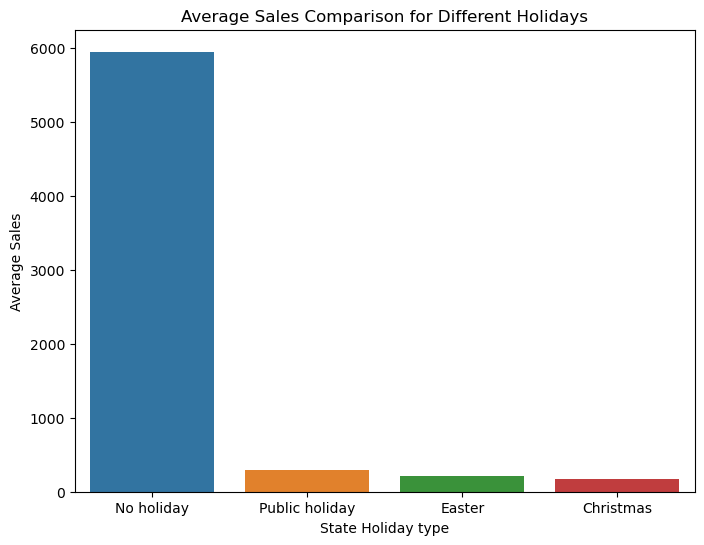 Average Sales Comparison for Different Holidays
6000
5000
4000
3000
2000
1000
0
Average Sales
No holiday Public holiday Easter Christmas
State Holiday type